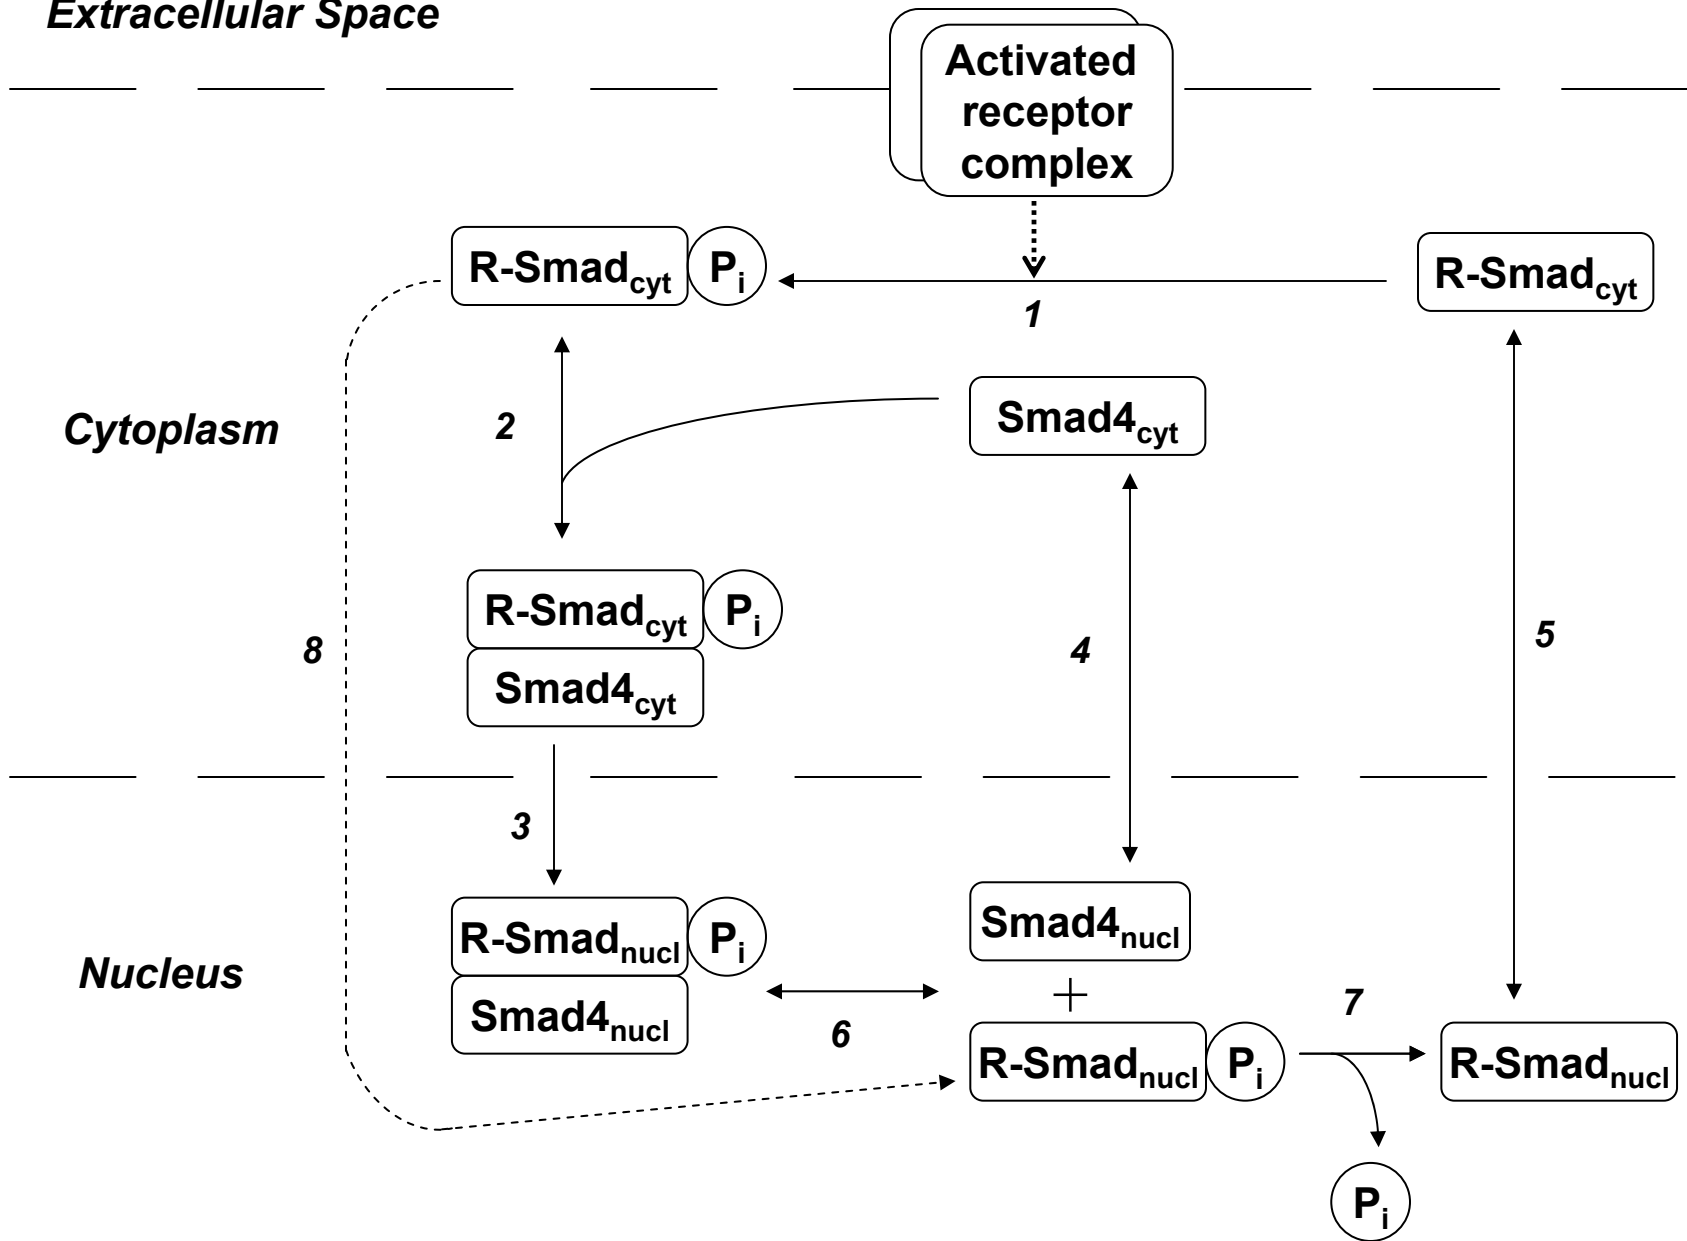 Extracellular Space
Activated
receptor
complex
R-Smadcyt Pi
R-Smadcyt
1
Smad4cyt
Cytoplasm
2
R-Smadcyt Pi
Smad4cyt
8
4
5
3
R-Smadnucl Pi
Smad4nucl
Smad4nucl
+
R-Smadnucl Pi
Nucleus
6
7
R-Smadnucl
Pi